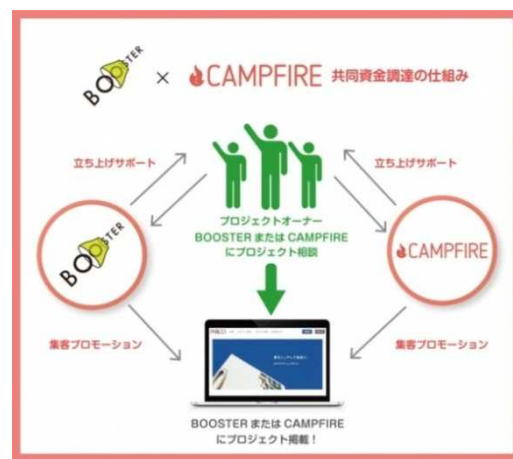 BOOSTER × CAMPFIRE 共同資金調達の仕組み
立ち上げサポート
立ち上げサポート
プロジェクトオーナー
BOOSTER または CAMPFIRE
にプロジェクト相談
BOOSTER
CAMPFIRE
集客プロモーション
集客プロモーション
BOOSTER または CAMPFIRE
にプロジェクト掲載！